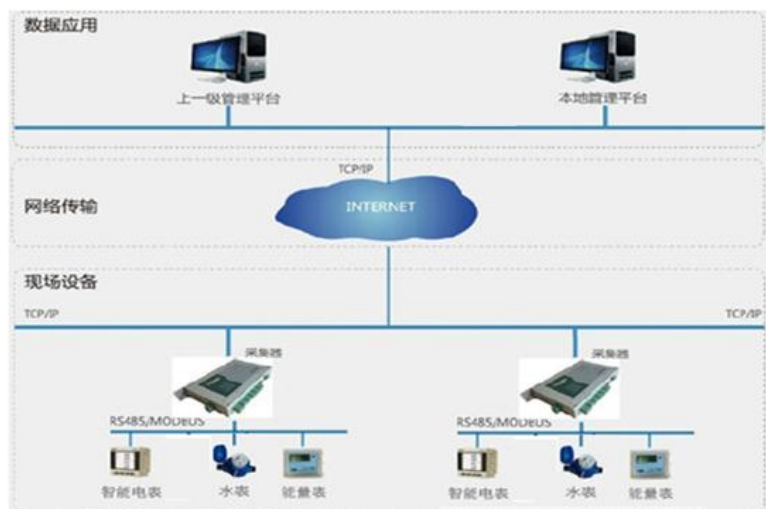 数据应用
上一级管理平台
本地管理平台
TCP/IP
网络传输
INTERNET
现场设备
TCP/IP
TCP/IP
采集器
采集器
RS485/MODBUS
RS485/MODBUS
智能电表
水表
能量表
智能电表
水表
能量表